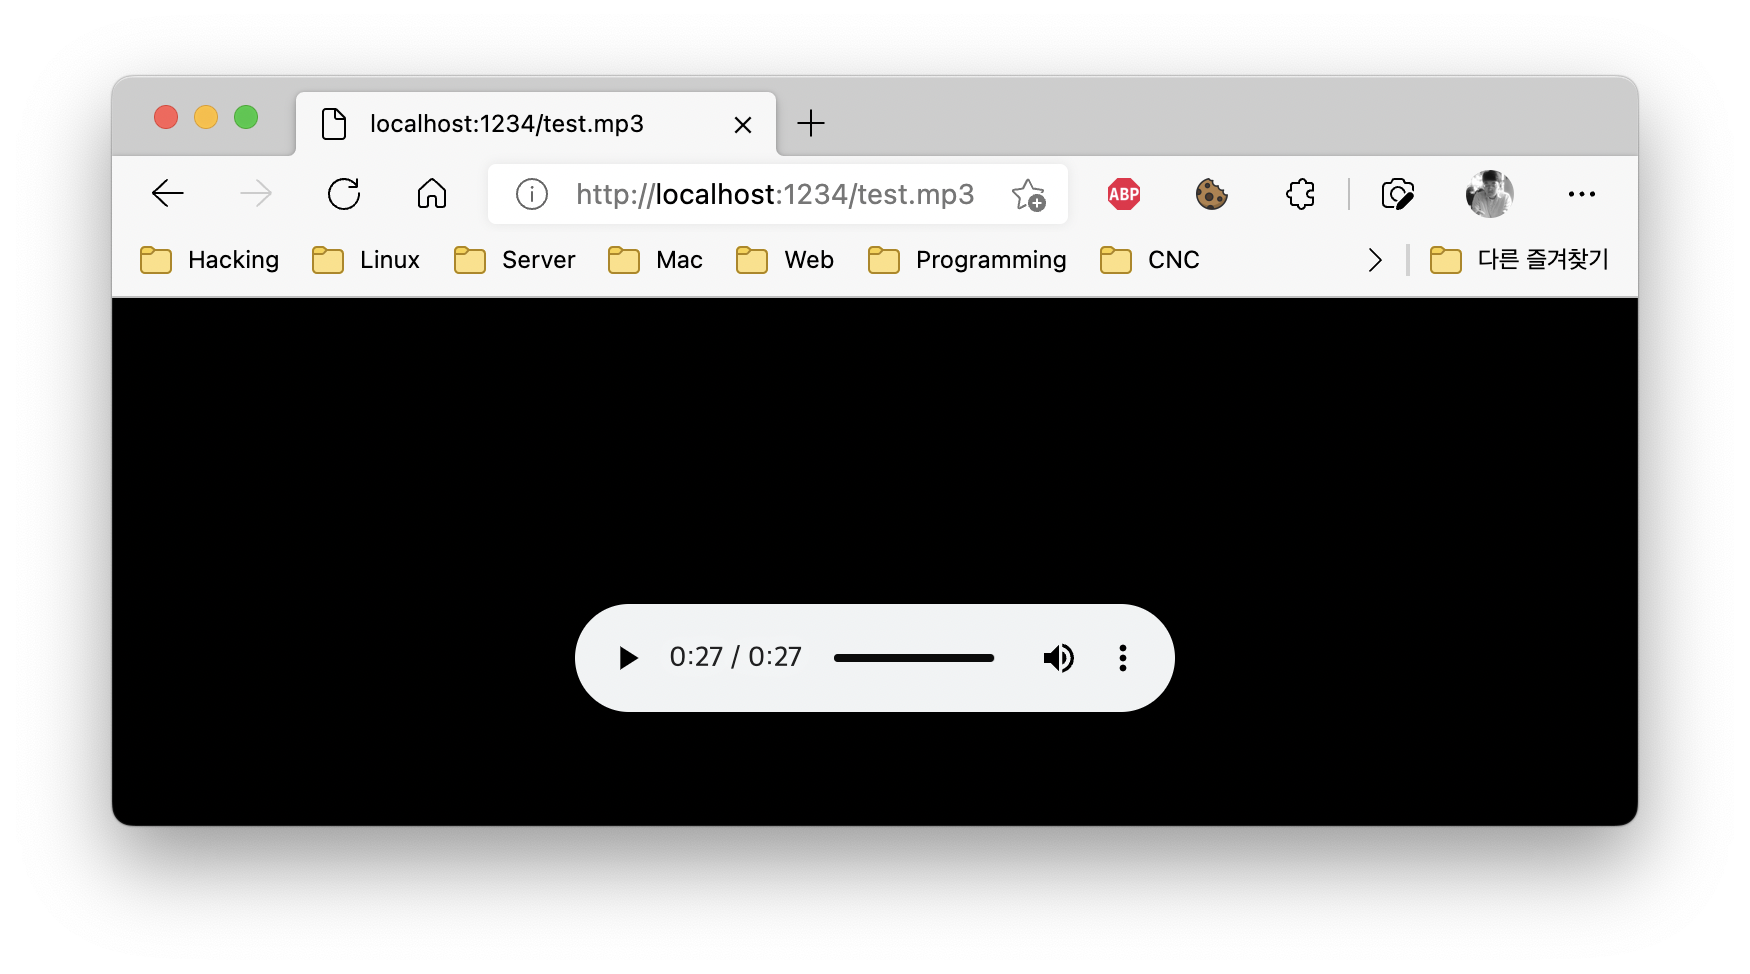 localhost:1234/test.mp3
http://localhost:1234/test.mp3 ABP
Hacking Linux Server Mac Web Programming CNC 다른 즐겨찾기
0:27 / 0:27